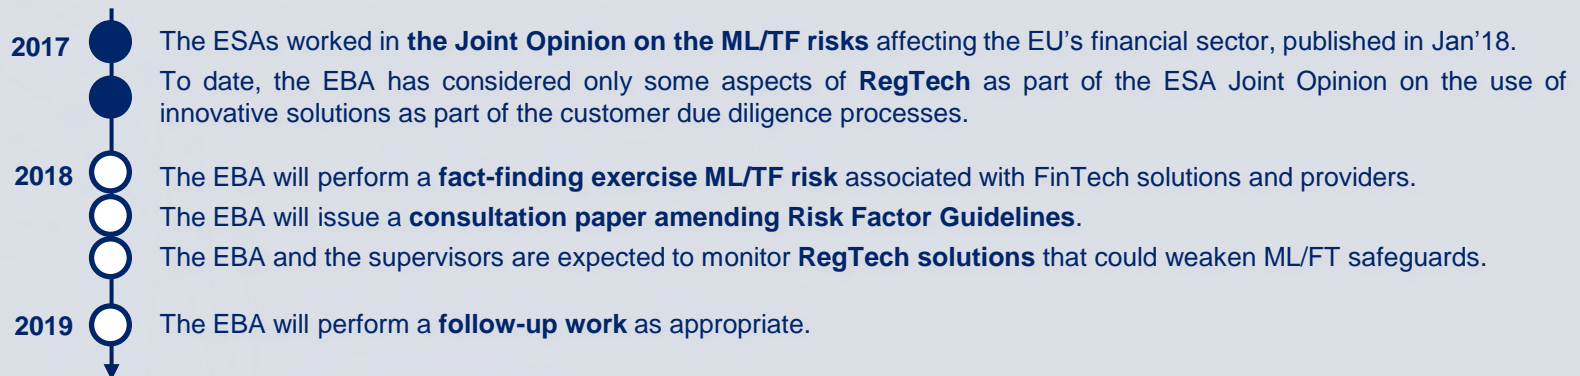 2017
The ESAs worked in the Joint Opinion on the ML/TF risks affecting the EU's financial sector, published in Jan'18.
To date, the EBA has considered only some aspects of RegTech as part of the ESA Joint Opinion on the use of
innovative solutions as part of the customer due diligence processes.
2018
The EBA will perform a fact-finding exercise ML/TF risk associated with FinTech solutions and providers.
The EBA will issue a consultation paper amending Risk Factor Guidelines.
The EBA and the supervisors are expected to monitor RegTech solutions that could weaken ML/FT safeguards.
2019
The EBA will perform a follow-up work as appropriate.